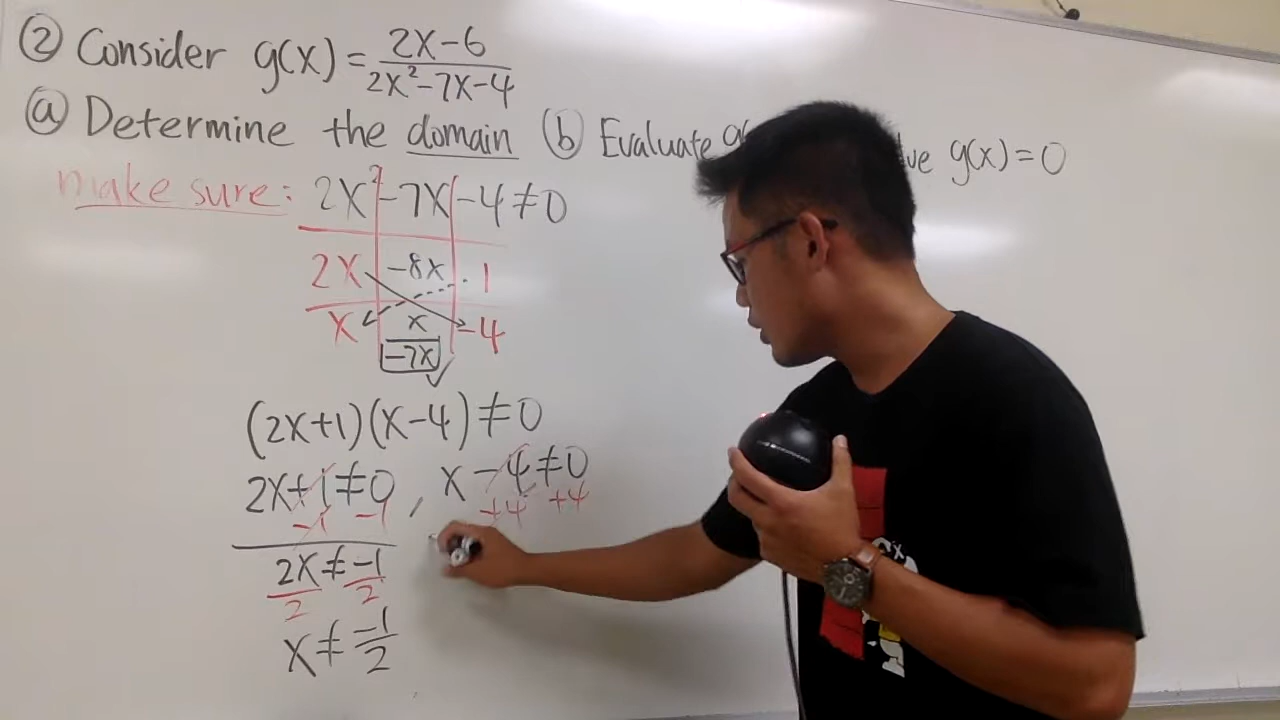 ② Consider g(x) = (2x-6)/(2x²-7x-4)
ⓐ Determine the domain ⓑ Evaluate g(x) = 0
make sure: 2x²-7x-4≠0
2x -8x 1
x x -4
-7x ✓
(2x+1)(x-4)≠0
2x+1≠0, x-4≠0
-1 -1 +4 +4
2x≠-1
2 2
x≠-1/2